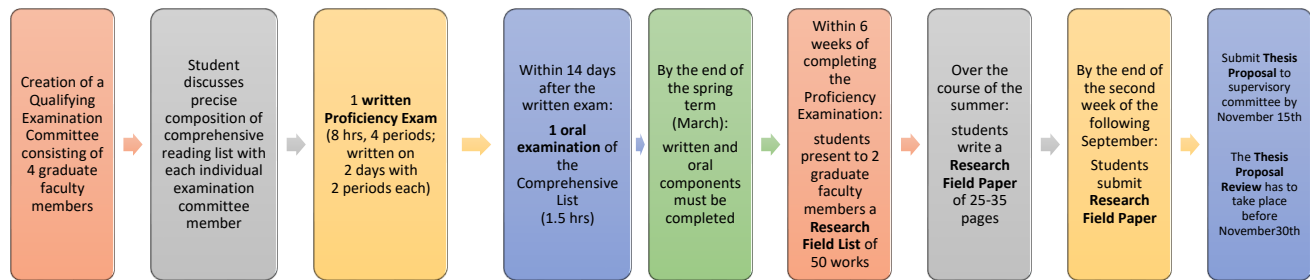 Creation of a
Qualifying
Examination
Committee
consisting of
4 graduate
faculty
members
Student
discusses
precise
composition of
comprehensive
reading list with
each individual
examination
committee
member
1 written
Proficiency Exam
(8 hrs, 4 periods;
written on
2 days with
2 periods each)
Within 14 days
after the
written exam:
1 oral
examination of
the
Comprehensive
List
(1.5 hrs)
By the end of
the spring
term
(March):
written and
oral
components
must be
completed
Within 6
weeks of
completing
the
Proficiency
Examination:
students
present to 2
graduate
faculty
members a
Research
Field List of
50 works
Over the
course of the
summer:
students
write a
Research
Field Paper
of 25-35
pages
By the end of
the second
week of the
following
September:
Students
submit
Research
Field Paper
Submit Thesis
Proposal to
supervisory
committee by
November 15th
The Thesis
Proposal
Review has to
take place
before
November30th